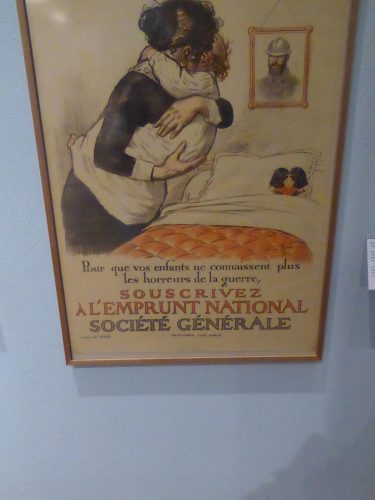 Pour que vos enfants ne connaissent plus
les horreurs de la guerre,
SOUSCRIVEZ
À L'EMPRUNT NATIONAL
SOCIÉTÉ GÉNÉRALE